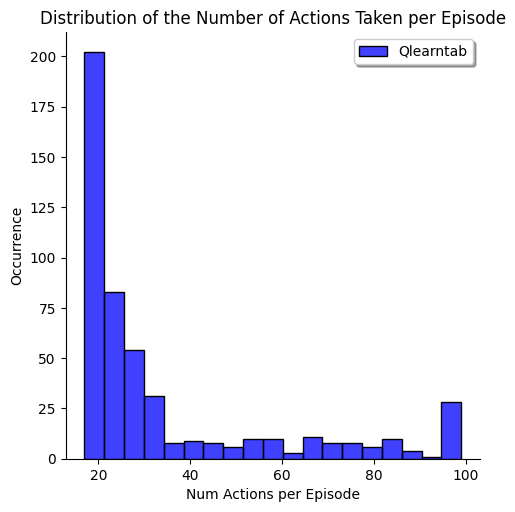 Distribution of the Number of Actions Taken per Episode
Qlearntab
200
175
150
125
100
75
50
25
0
Occurrence
20 40 60 80 100
Num Actions per Episode